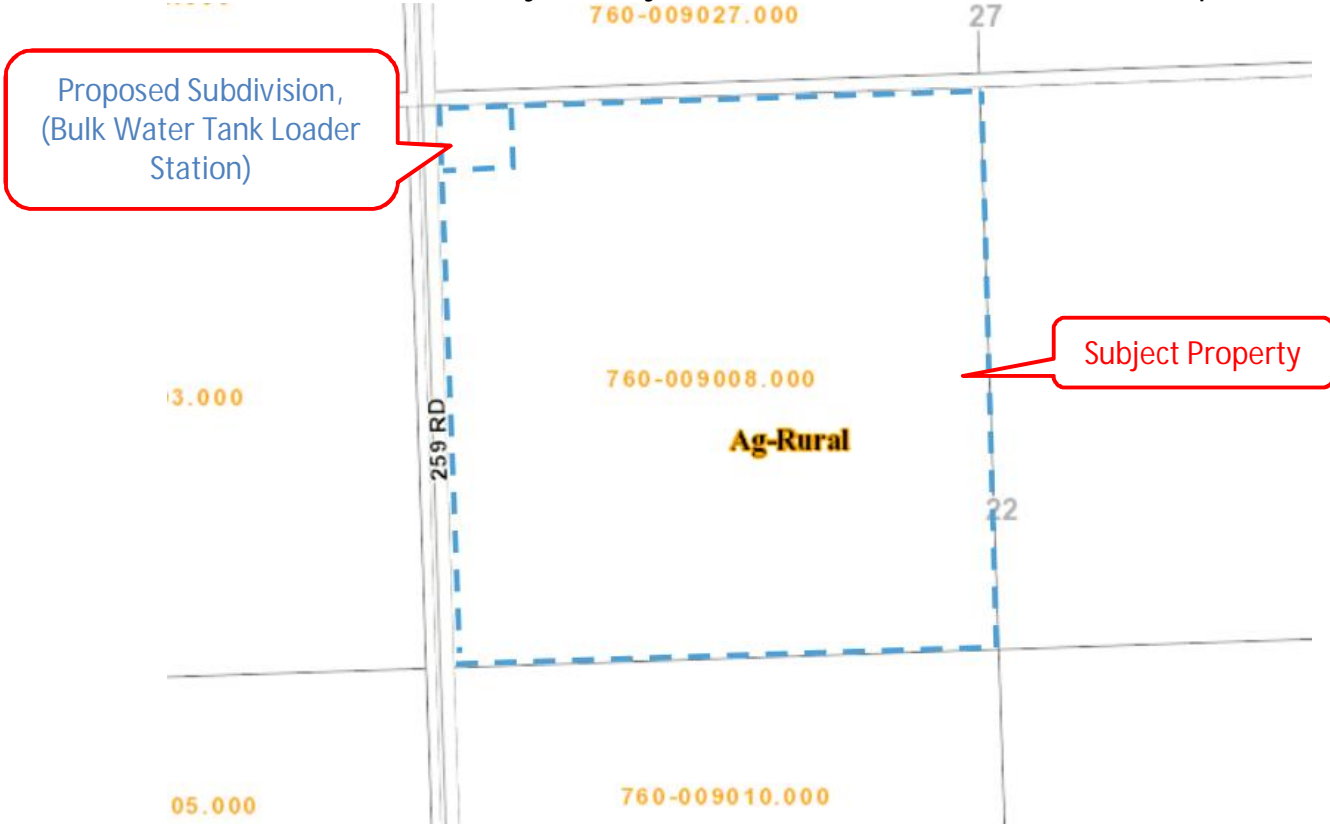 760-009027.000
27
Proposed Subdivision,
(Bulk Water Tank Loader
Station)
Subject Property
760-009008.000
3.000
259 RD
Ag-Rural
22
760-009010.000
05.000